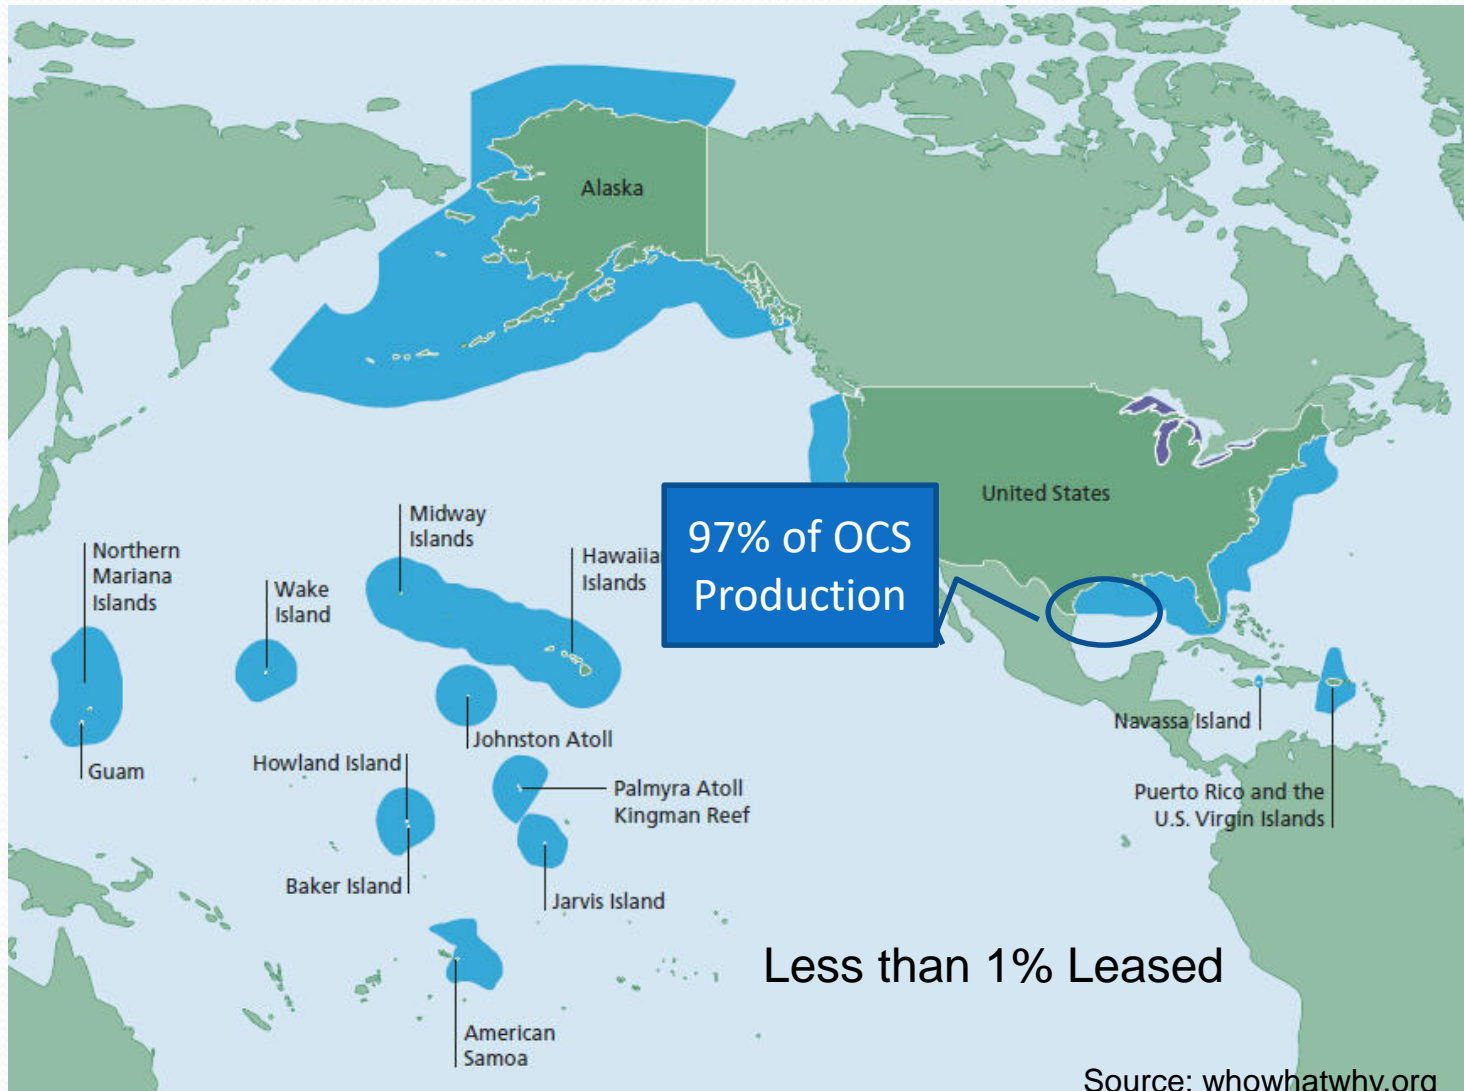 Alaska
United States
97% of OCS
Production
Midway
Islands
Hawaiia
Islands
Northern
Mariana
Islands
Wake
Island
Guam
Johnston Atoll
Howland Island
Palmyra Atoll
Kingman Reef
Baker Island
Jarvis Island
American
Samoa
Navassa Island
Puerto Rico and the
U.S. Virgin Islands
Less than 1% Leased
Source: whowhatwhy.org